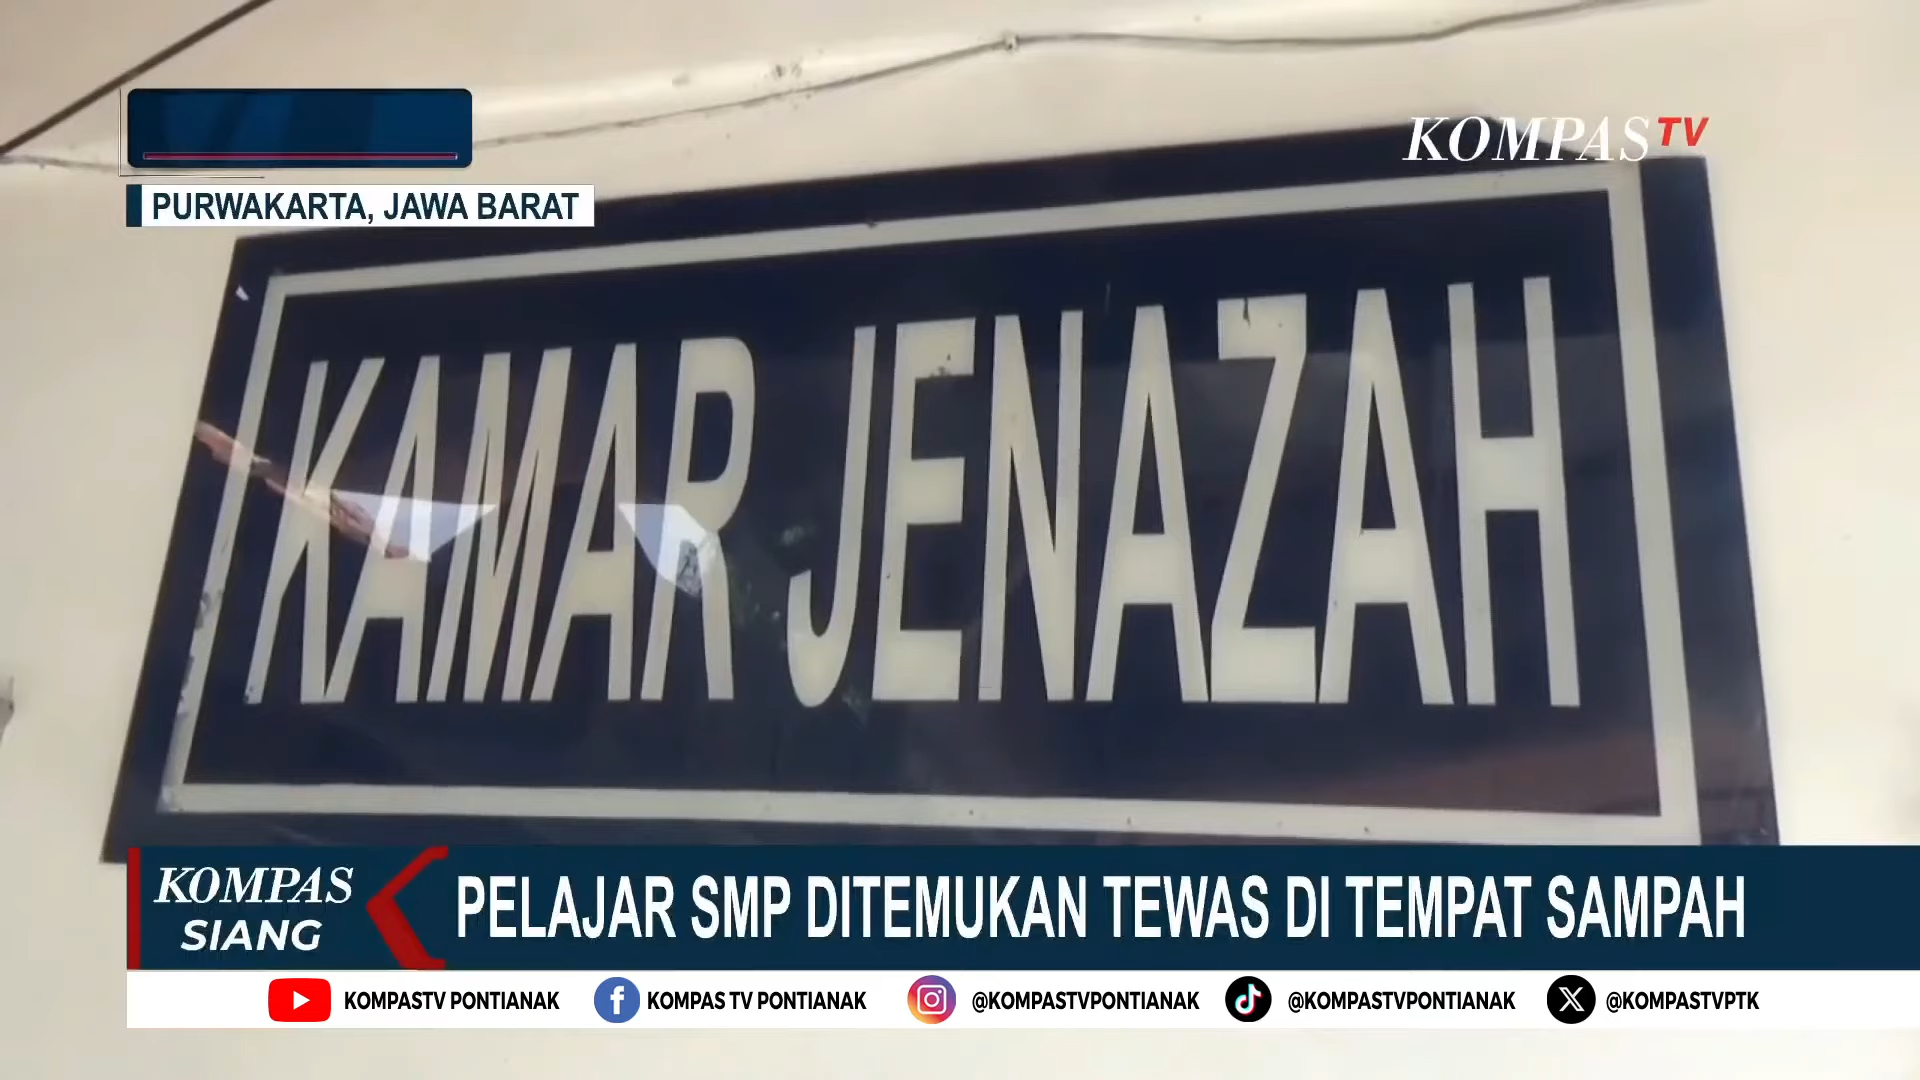 KOMPAS TV
PURWAKARTA, JAWA BARAT
KAMAR JENAZAH
KOMPAS
SIANG
PELAJAR SMP DITEMUKAN TEWAS DI TEMPAT SAMPAH
KOMPASTV PONTIANAK KOMPAS TV PONTIANAK @KOMPASTVPONTIANAK @KOMPASTVPONTIANAK @KOMPASTVPTK